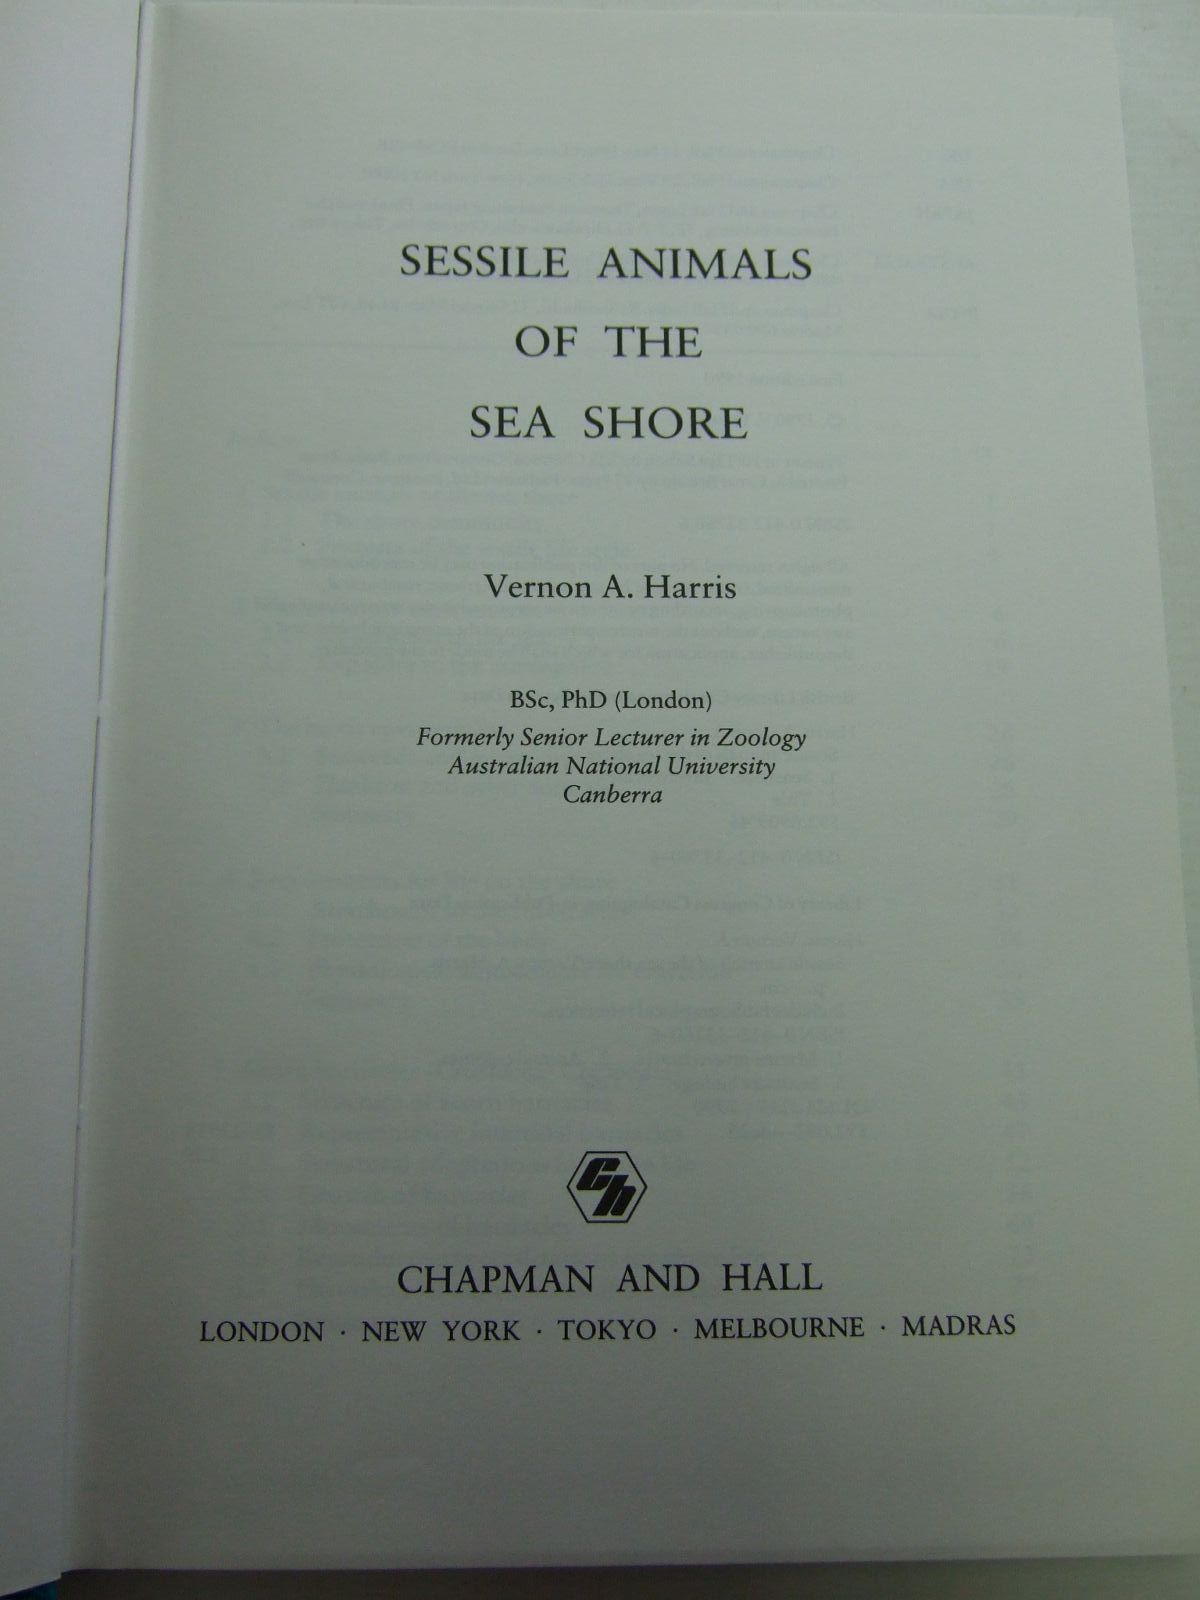 SESSILE ANIMALS
OF THE
SEA SHORE
Vernon A. Harris
BSc, PhD (London)
Formerly Senior Lecturer in Zoology
Australian National University
Canberra
Ch
CHAPMAN AND HALL
LONDON · NEW YORK · TOKYO · MELBOURNE · MADRAS